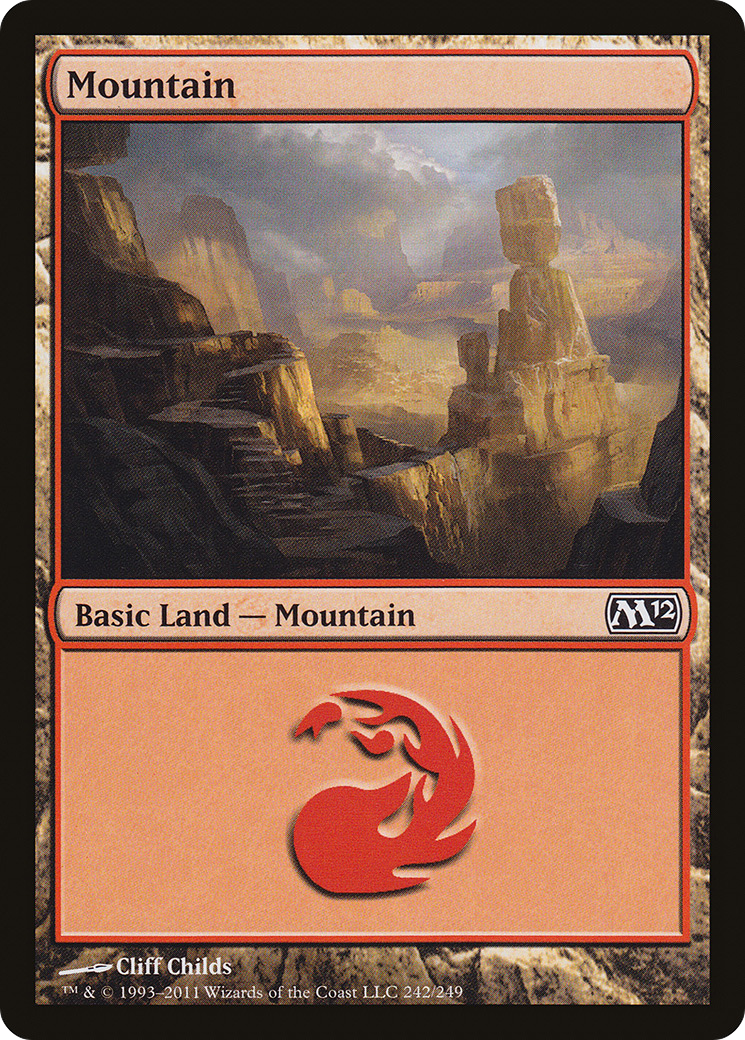 Mountain
Basic Land — Mountain
M12
Cliff Childs
™ & © 1993–2011 Wizards of the Coast LLC 242/249